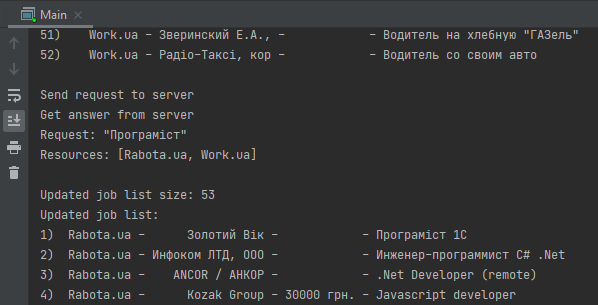 Main
51)    Work.ua – Зверинский Е.А., –            – Водитель на хлебную "ГАЗель"
52)    Work.ua – Радіо-Таксі, кор –            – Водитель со своим авто
Send request to server
Get answer from server
Request: "Програміст"
Resources: [Rabota.ua, Work.ua]
Updated job list size: 53
Updated job list:
1)  Rabota.ua –      Золотий Вік –            – Програміст 1С
2)  Rabota.ua – Инфоком ЛТД, ООО –            – Инженер-программист C# .Net
3)  Rabota.ua –    ANCOR / АНКОР –            – .Net Developer (remote)
4)  Rabota.ua –      Kozak Group – 30000 грн. – Javascript developer